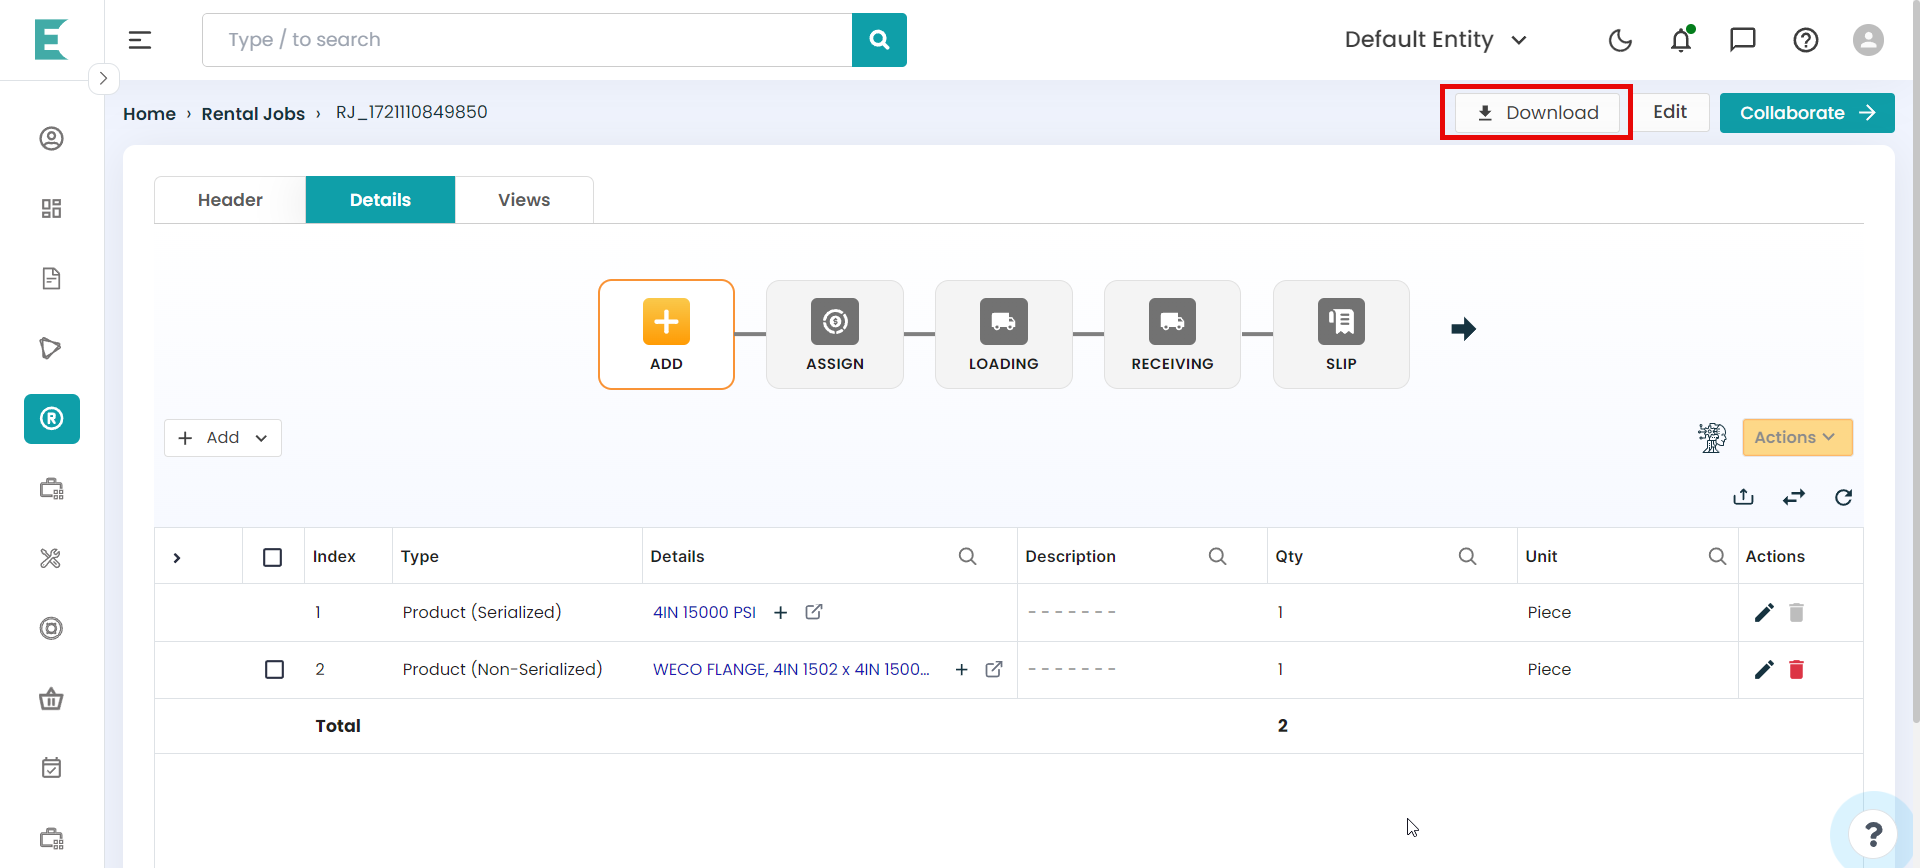 Type / to search
Default Entity
Home › Rental Jobs › RJ_1721110849850
Download
Edit
Collaborate
Header
Details
Views
ADD
ASSIGN
LOADING
RECEIVING
SLIP
Add
Actions
Index Type Details Description Qty Unit Actions
1 Product (Serialized) 4IN 15000 PSI + ------- 1 Piece
2 Product (Non-Serialized) WECO FLANGE, 4IN 1502 x 4IN 1500... + ------- 1 Piece
Total 2